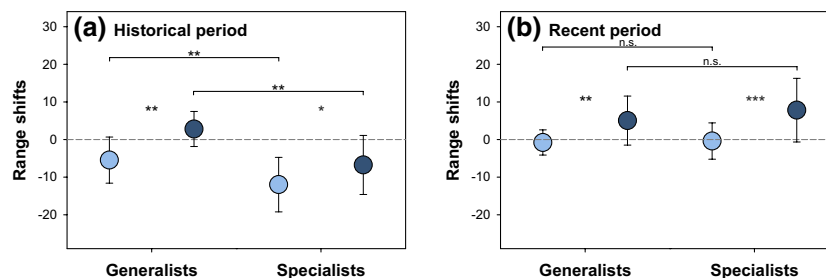 (a) Historical period
30
20
10
0
-10
-20
Range shifts
**
**
**
*
Generalists
Specialists
(b) Recent period
30
20
10
0
-10
-20
Range shifts
n.s.
n.s.
**
***
Generalists
Specialists